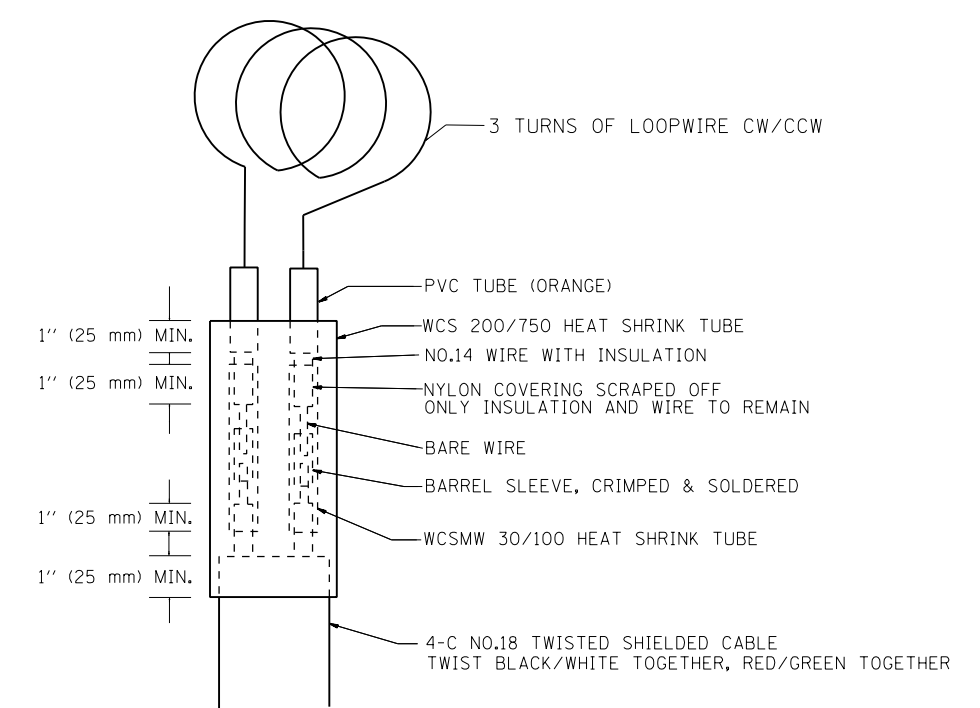 3 TURNS OF LOOPWIRE CW/CCW
PVC TUBE (ORANGE)
WCS 200/750 HEAT SHRINK TUBE
1'' (25 mm) MIN.
NO.14 WIRE WITH INSULATION
1'' (25 mm) MIN.
NYLON COVERING SCRAPED OFF
ONLY INSULATION AND WIRE TO REMAIN
BARE WIRE
BARREL SLEEVE, CRIMPED & SOLDERED
1'' (25 mm) MIN.
WCSMW 30/100 HEAT SHRINK TUBE
1'' (25 mm) MIN.
4-C NO.18 TWISTED SHIELDED CABLE
TWIST BLACK/WHITE TOGETHER, RED/GREEN TOGETHER